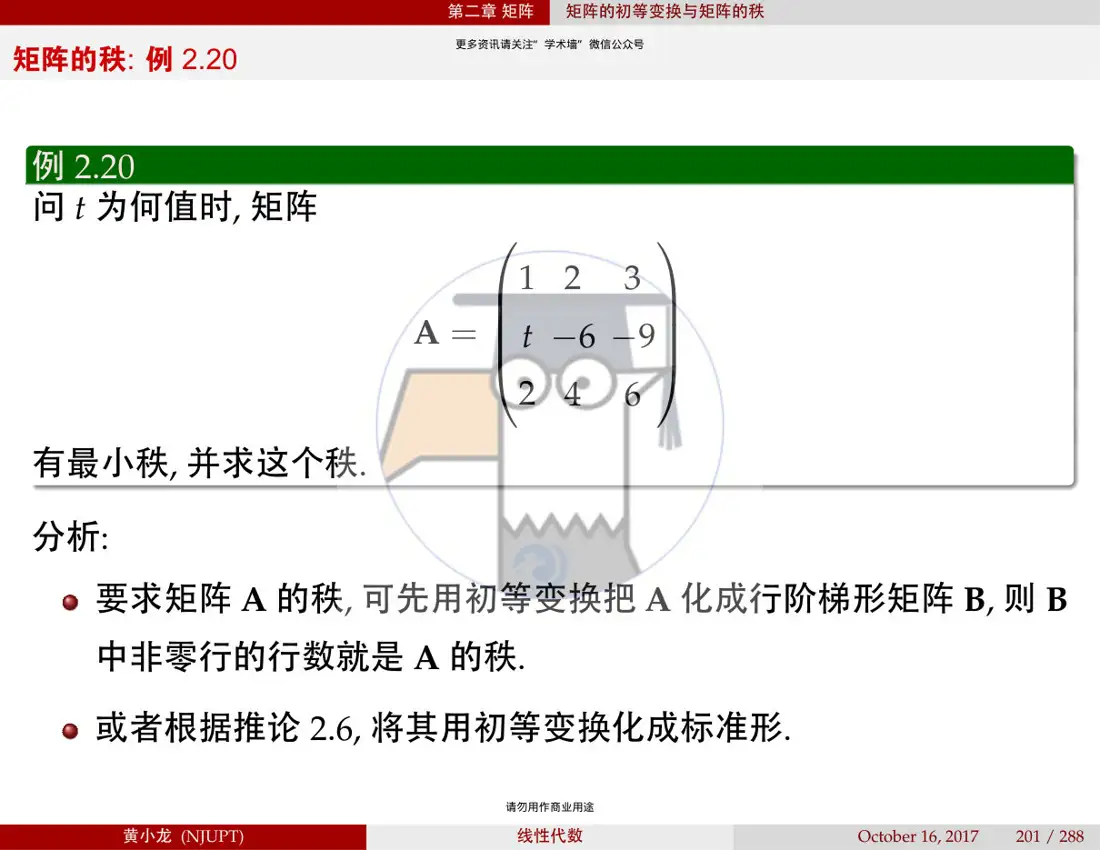 第二章 矩阵 矩阵的初等变换与矩阵的秩
更多资讯请关注“ 学术墙” 微信公众号
矩阵的秩: 例 2.20
例 2.20
问 t 为何值时, 矩阵
1 2 3
A = t −6 −9
2 4 6
有最小秩, 并求这个秩.
分析:
要求矩阵 A 的秩, 可先用初等变换把 A 化成行阶梯形矩阵 B, 则 B
中非零行的行数就是 A 的秩.
或者根据推论 2.6, 将其用初等变换化成标准形.
请勿用作商业用途
黄小龙 (NJUPT) 线性代数 October 16, 2017 201 / 288